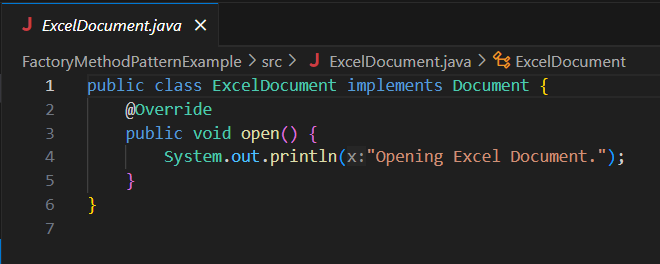 J ExcelDocument.java ×
FactoryMethodPatternExample > src > J ExcelDocument.java > ExcelDocument
1 public class ExcelDocument implements Document {
2     @Override
3     public void open() {
4         System.out.println(x:"Opening Excel Document.");
5     }
6 }
7